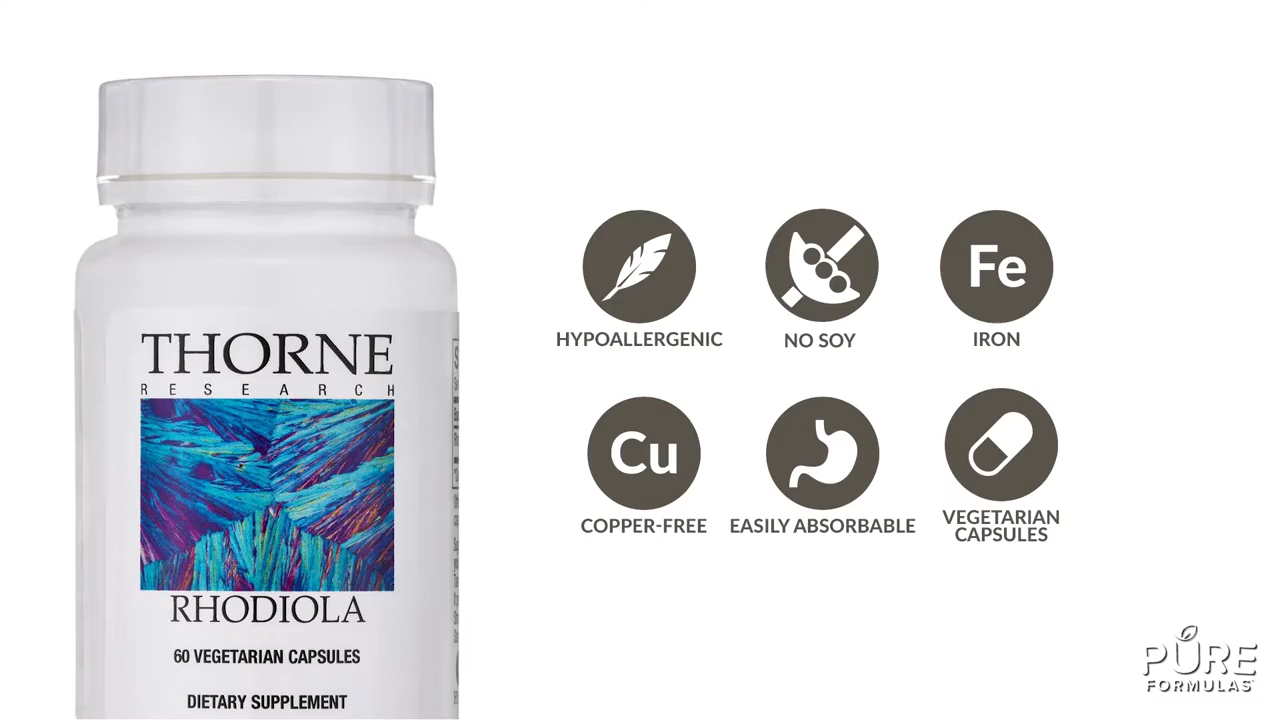 THORNE
RESEARCH
RHODIOLA
60 VEGETARIAN CAPSULES
DIETARY SUPPLEMENT
Fe
HYPOALLERGENIC
NO SOY
IRON
Cu
COPPER-FREE
EASILY ABSORBABLE
VEGETARIAN
CAPSULES
PURE
FORMULAS